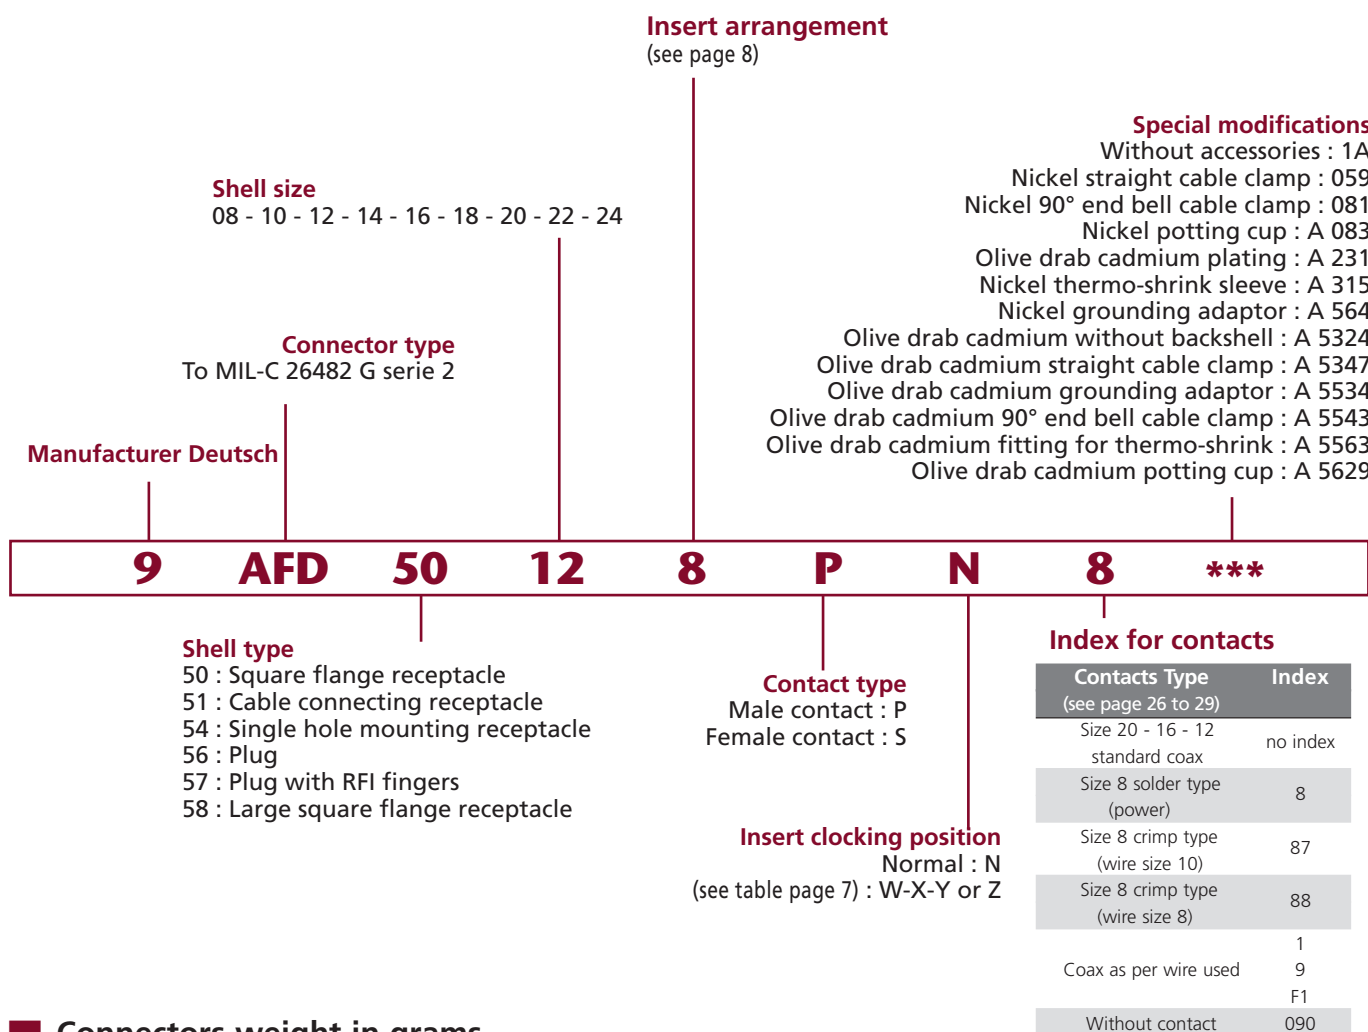 Insert arrangement
(see page 8)
Special modifications
Without accessories : 1A
Nickel straight cable clamp : 059
Nickel 90° end bell cable clamp : 081
Nickel potting cup : A 083
Olive drab cadmium plating : A 231
Nickel thermo-shrink sleeve : A 315
Nickel grounding adaptor : A 564
Olive drab cadmium without backshell : A 5324
Olive drab cadmium straight cable clamp : A 5347
Olive drab cadmium grounding adaptor : A 5534
Olive drab cadmium 90° end bell cable clamp : A 5543
Olive drab cadmium fitting for thermo-shrink : A 5563
Olive drab cadmium potting cup : A 5629
Shell size
08 - 10 - 12 - 14 - 16 - 18 - 20 - 22 - 24
Connector type
To MIL-C 26482 G serie 2
Manufacturer Deutsch
9 AFD 50 12 8 P N 8 ***
Shell type
50 : Square flange receptacle
51 : Cable connecting receptacle
54 : Single hole mounting receptacle
56 : Plug
57 : Plug with RFI fingers
58 : Large square flange receptacle
Contact type
Male contact : P
Female contact : S
Insert clocking position
Normal : N
(see table page 7) : W-X-Y or Z
Index for contacts
Contacts Type Index
(see page 26 to 29)
Size 20 - 16 - 12
standard coax no index
Size 8 solder type
(power) 8
Size 8 crimp type
(wire size 10) 87
Size 8 crimp type
(wire size 8) 88
1
Coax as per wire used 9
F1
Without contact 090
Connectors weight in grams